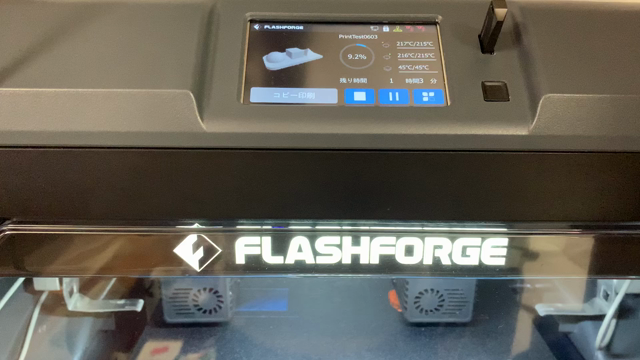 FLASHFORGE
PrintTest0603
9.2%
217℃/215℃
216℃/215℃
45℃/45℃
残り時間 1 時間3 分
コピー印刷
FLASHFORGE